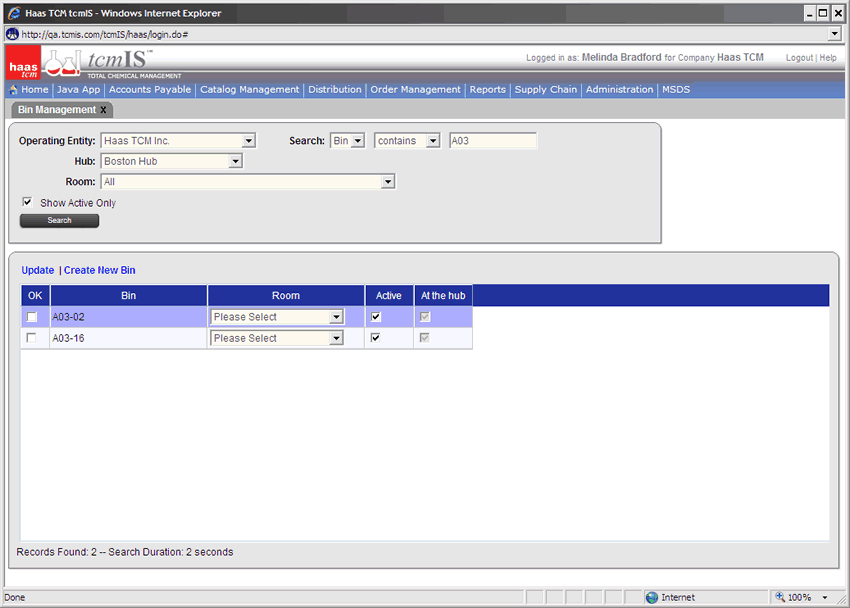 Haas TCM tcmIS - Windows Internet Explorer
http://qa.tcmis.com/tcmIS/haas/login.do#
haas tcm tcmIS™ TOTAL CHEMICAL MANAGEMENT
Logged in as: Melinda Bradford for Company Haas TCM Logout | Help
Home | Java App | Accounts Payable | Catalog Management | Distribution | Order Management | Reports | Supply Chain | Administration | MSDS
Bin Management X
Operating Entity: Haas TCM Inc. Search: Bin contains A03
Hub: Boston Hub
Room: All
Show Active Only
Search
Update | Create New Bin
OK Bin Room Active At the hub
A03-02 Please Select
A03-16 Please Select
Records Found: 2 -- Search Duration: 2 seconds
Done Internet 100%